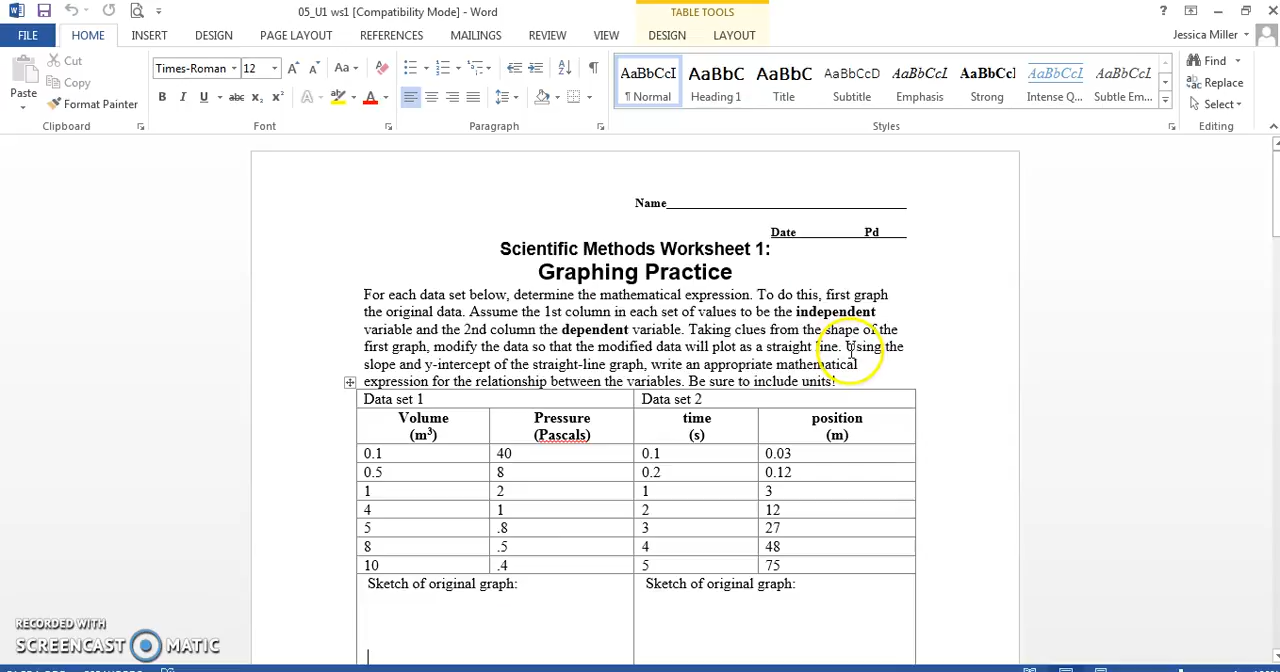 05_U1 ws1 [Compatibility Mode] - Word
TABLE TOOLS
?
FILE HOME INSERT DESIGN PAGE LAYOUT REFERENCES MAILINGS REVIEW VIEW DESIGN LAYOUT Jessica Miller
Paste
Cut
Copy
Format Painter
Clipboard
Times-Roman 12
Aa
B I U abc x₂ x²
A A
Font
Paragraph
AaBbCcI AaBbC AaBbC AaBbCcD AaBbCcI AaBbCcI AaBbCcI AaBbCcI
¶ Normal Heading 1 Title Subtitle Emphasis Strong Intense Q... Subtle Em...
Styles
Find
Replace
Select
Editing
Name
Date Pd
Scientific Methods Worksheet 1:
Graphing Practice
For each data set below, determine the mathematical expression. To do this, first graph
the original data. Assume the 1st column in each set of values to be the independent
variable and the 2nd column the dependent variable. Taking clues from the shape of the
first graph, modify the data so that the modified data will plot as a straight line. Using the
slope and y-intercept of the straight-line graph, write an appropriate mathematical
expression for the relationship between the variables. Be sure to include units!
Data set 1 Data set 2
Volume Pressure time position
(m³) (Pascals) (s) (m)
0.1 40 0.1 0.03
0.5 8 0.2 0.12
1 2 1 3
4 1 2 12
5 .8 3 27
8 .5 4 48
10 .4 5 75
Sketch of original graph: Sketch of original graph:
RECORDED WITH
SCREENCAST MATIC